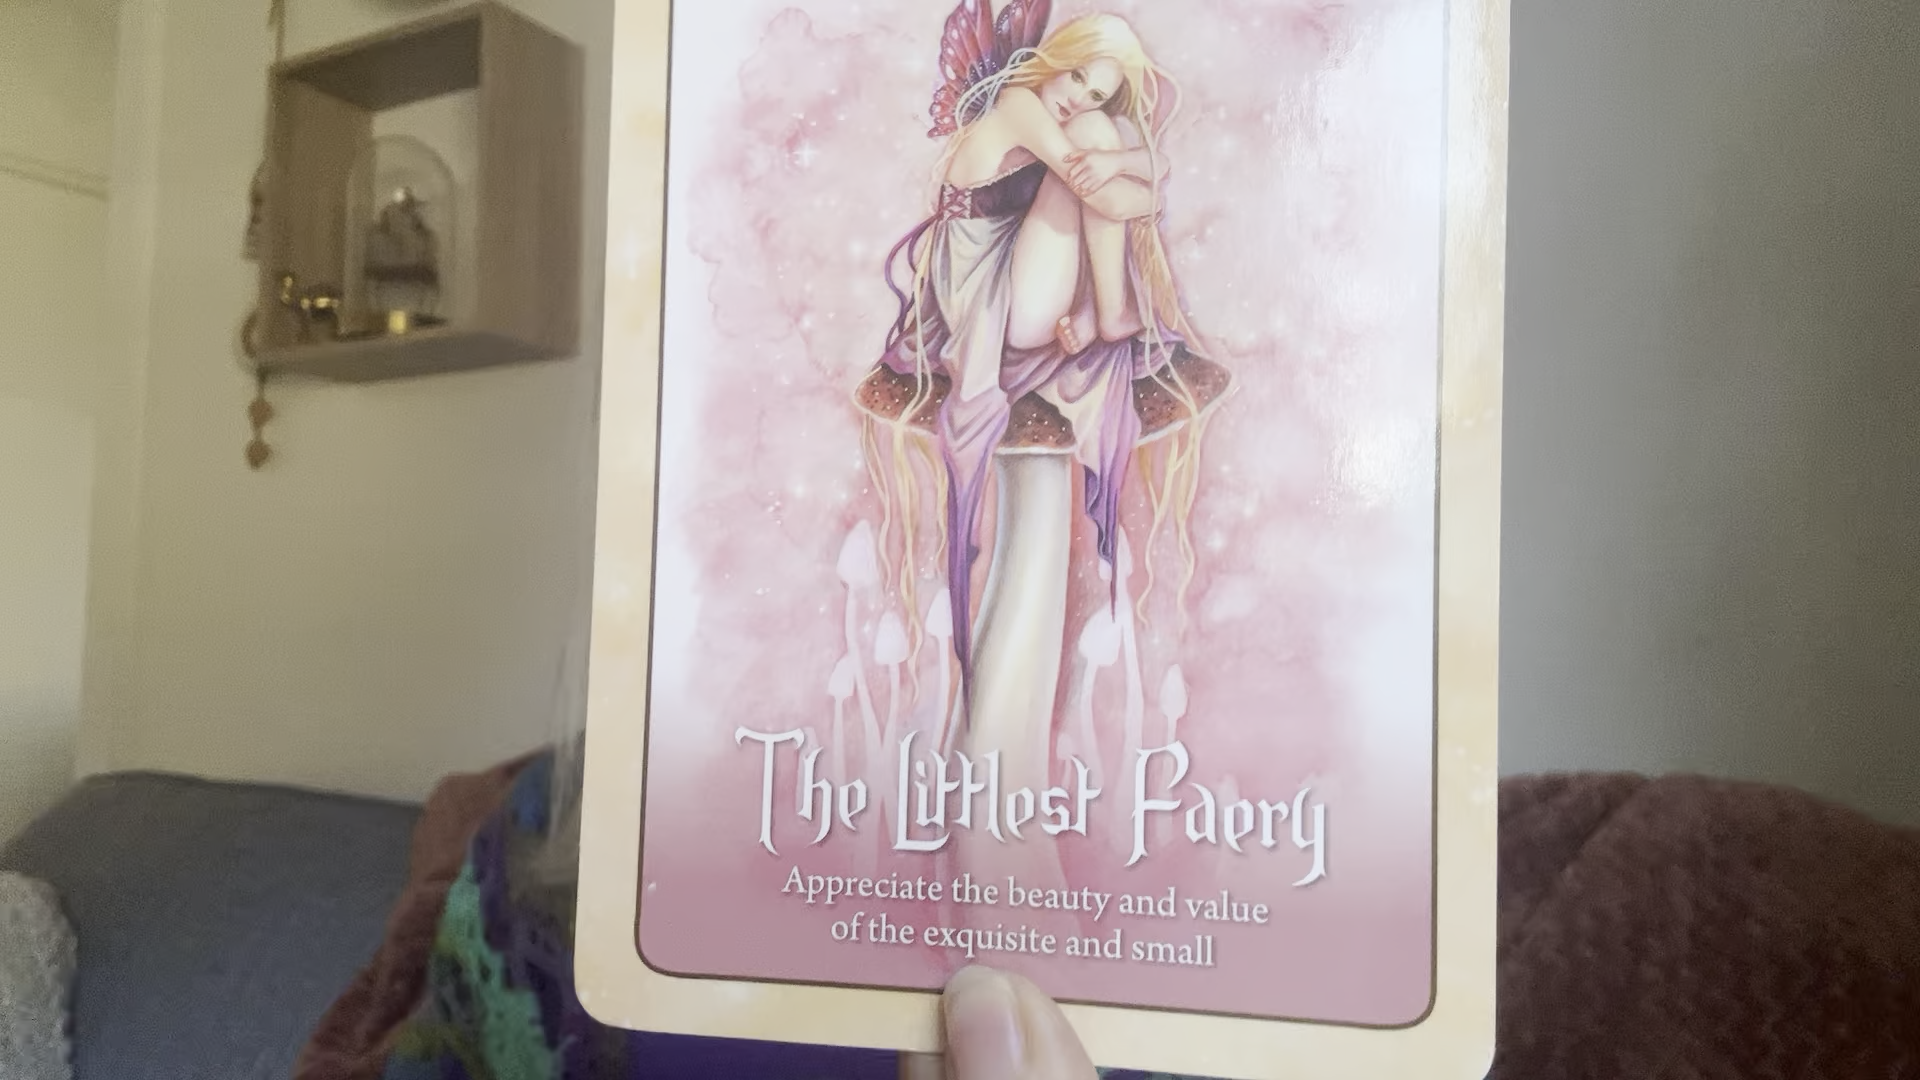 The Littlest Faery
Appreciate the beauty and value
of the exquisite and small